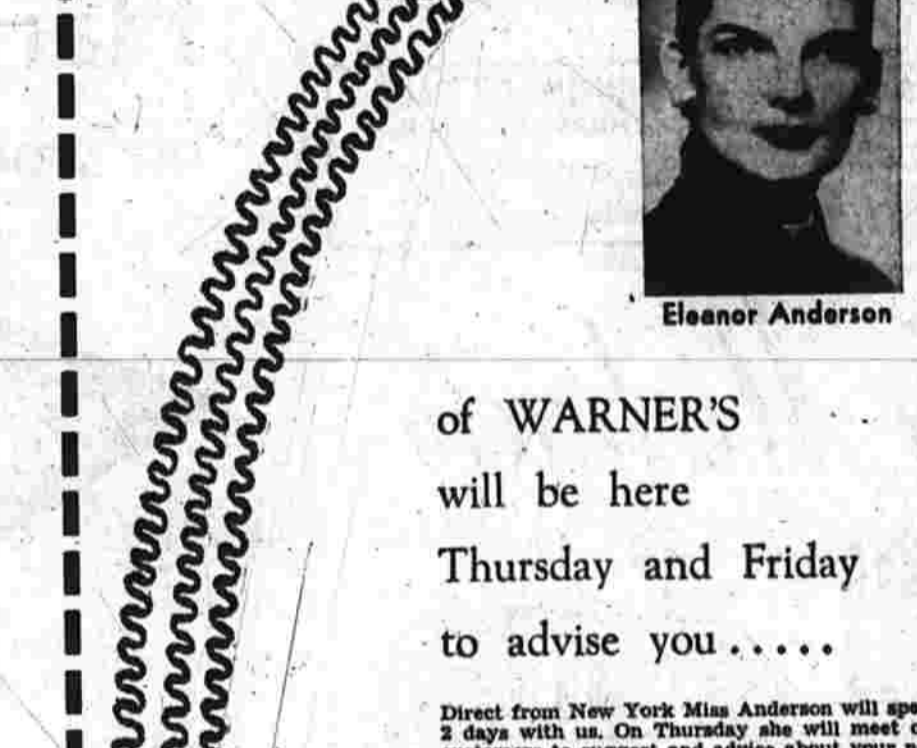 Eleanor Anderson
of WARNER'S
will be here
Thursday and Friday
to advise you.....
Direct from New York Miss Anderson will
2 days with us. On Thursday she will meet